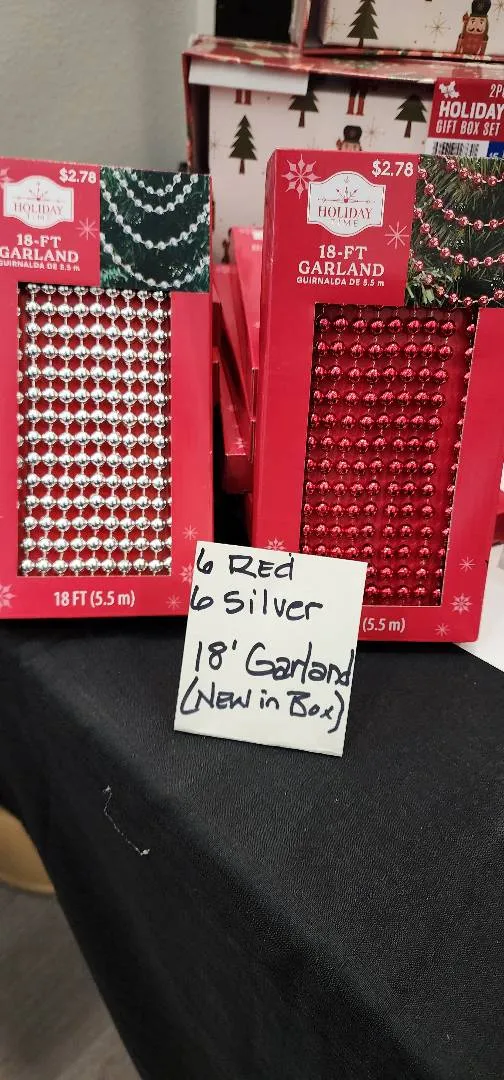 $2.78
HOLIDAY
TIME
18-FT
GARLAND
GUIRNALDA DE 5.5 m
18 FT (5.5 m)
$2.78
HOLIDAY
TIME
18-FT
GARLAND
GUIRNALDA DE 5.5 m
(5.5 m)
HOLIDAY
GIFT BOX SET
6 Red
6 Silver
18' Garland
(New in Box)